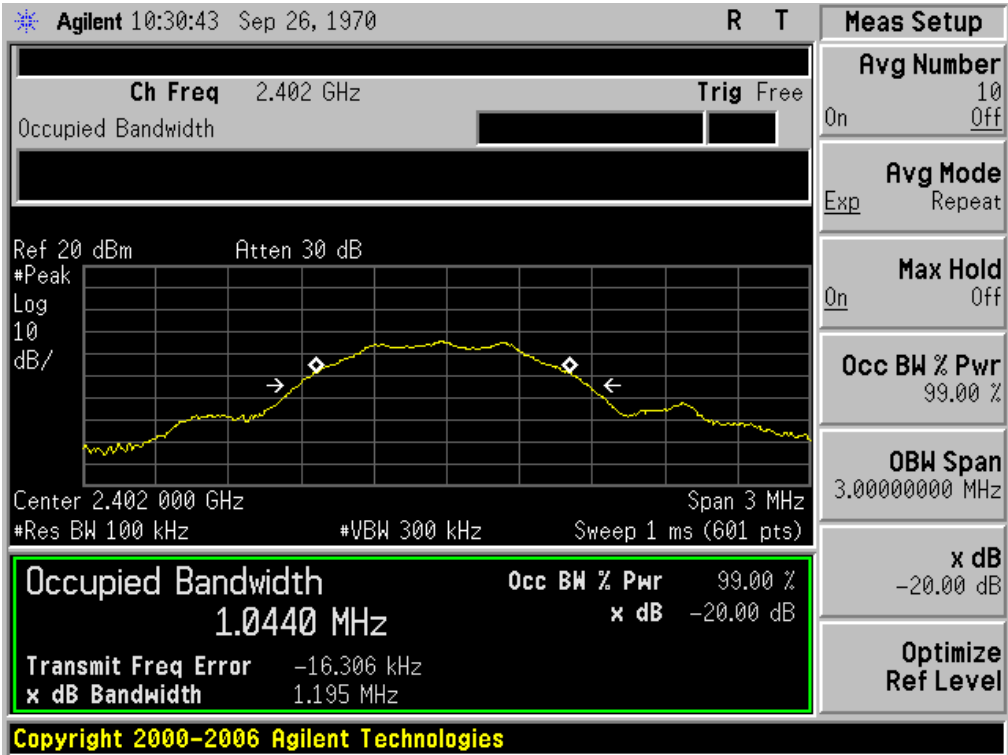 Agilent 10:30:43 Sep 26, 1970 R T
Ch Freq 2.402 GHz Trig Free
Occupied Bandwidth
Ref 20 dBm Atten 30 dB
#Peak
Log
10
dB/
Center 2.402 000 GHz Span 3 MHz
#Res BW 100 kHz #VBW 300 kHz Sweep 1 ms (601 pts)
Occupied Bandwidth Occ BW % Pwr 99.00 %
1.0440 MHz x dB -20.00 dB
Transmit Freq Error -16.306 kHz
x dB Bandwidth 1.195 MHz
Copyright 2000-2006 Agilent Technologies
Meas Setup
Avg Number
10
On Off
Avg Mode
Exp Repeat
Max Hold
On Off
Occ BW % Pwr
99.00 %
OBW Span
3.00000000 MHz
x dB
-20.00 dB
Optimize
Ref Level